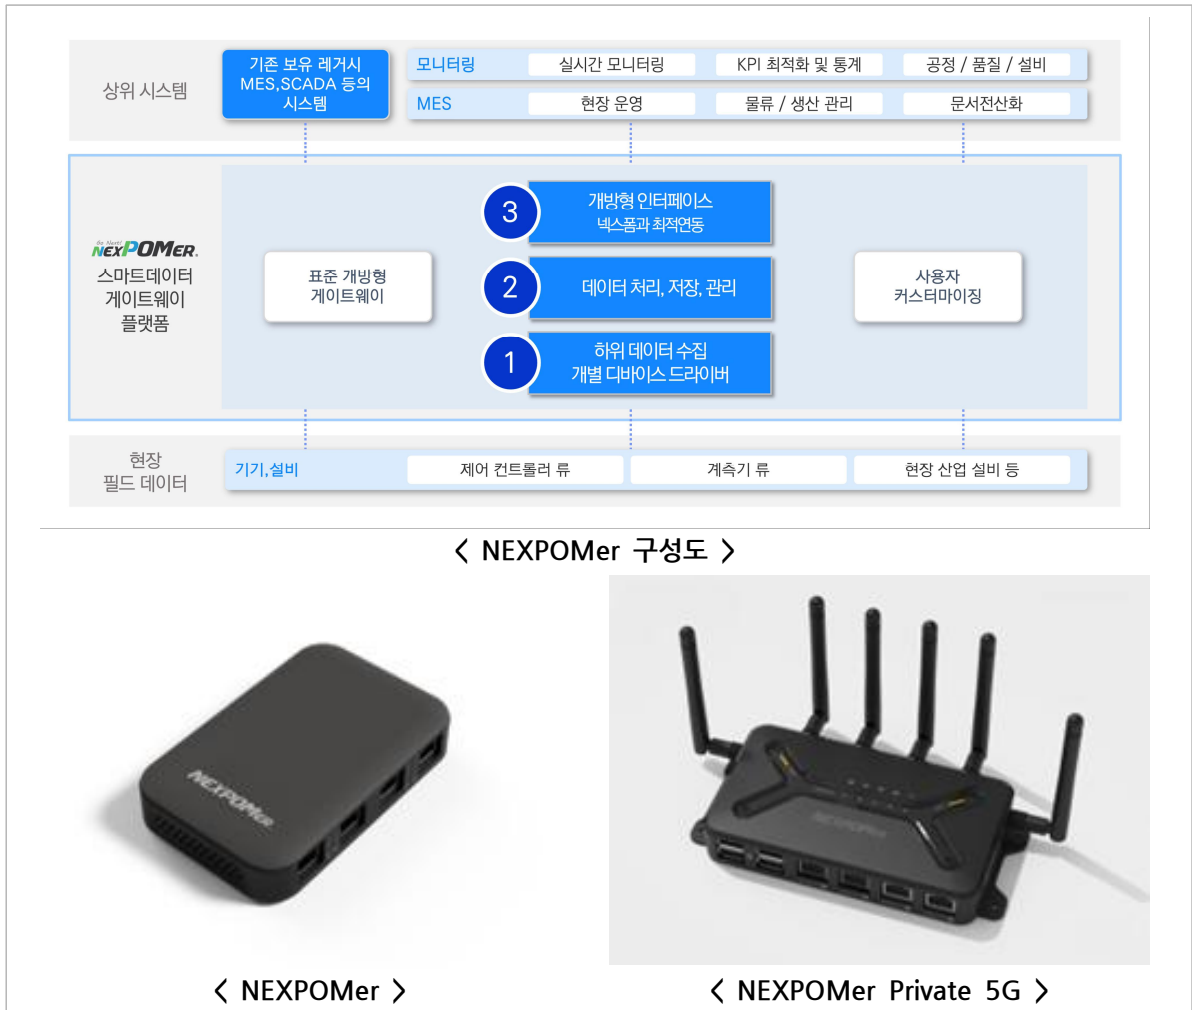 상위 시스템
기존 보유 레거시
MES,SCADA 등의
시스템
모니터링
실시간 모니터링
KPI 최적화 및 통계
공정 / 품질 / 설비
MES
현장 운영
물류 / 생산 관리
문서전산화
Go Next!
NEXPOMER.
스마트데이터
게이트웨이
플랫폼
표준 개빙형
게이트웨이
3
개방형 인터페이스
넥스폼과 최적연동
2
데이터 처리, 저장, 관리
1
하위 데이터 수집
개별 디바이스 드라이버
사용자
커스터마이징
현장
필드 데이터
기기,설비
제어 컨트롤러 류
계측기 류
현장 산업 설비 등
< NEXPOMer 구성도 >
NEXPOMER
NEXPOMER
< NEXPOMer >
< NEXPOMer Private 5G >